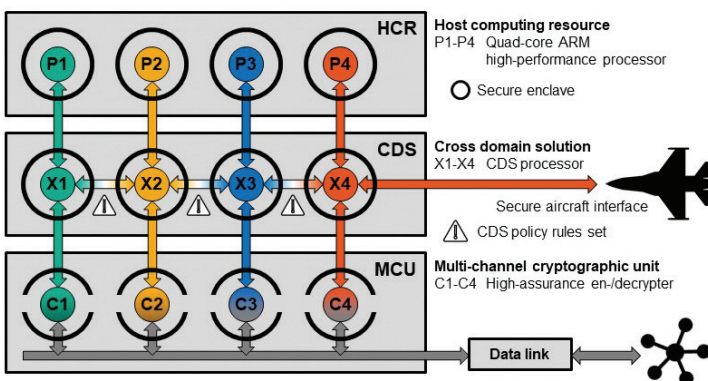 HCR
P1 P2 P3 P4
Host computing resource
P1-P4 Quad-core ARM
high-performance processor
Secure enclave
CDS
X1 X2 X3 X4
Cross domain solution
X1-X4 CDS processor
Secure aircraft interface
CDS policy rules set
MCU
C1 C2 C3 C4
Multi-channel cryptographic unit
C1-C4 High-assurance en-/decrypter
Data link